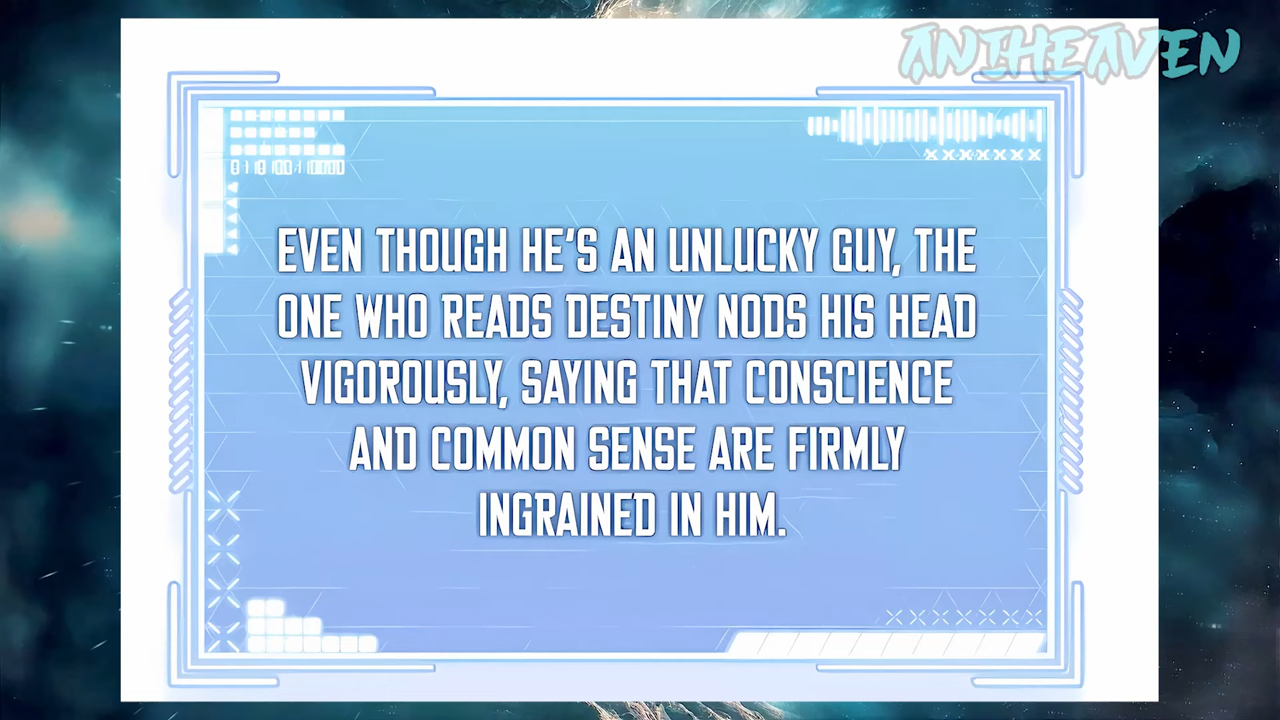 ANIHEAVEN
EVEN THOUGH HE'S AN UNLUCKY GUY, THE
ONE WHO READS DESTINY NODS HIS HEAD
VIGOROUSLY, SAYING THAT CONSCIENCE
AND COMMON SENSE ARE FIRMLY
INGRAINED IN HIM.